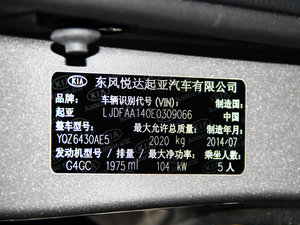 KIA 东风悦达起亚汽车有限公司
品牌: 车辆识别代号(VIN): 制造国:
起亚 LJDFAA140E0309066 中国
整车型号: 最大允许总质量: 制造年月:
YQZ6430AE5 2020 kg 2014/07
发动机型号/排量/最大净功率: 乘坐人数:
G4GC 1975 ml 104 kW 5人